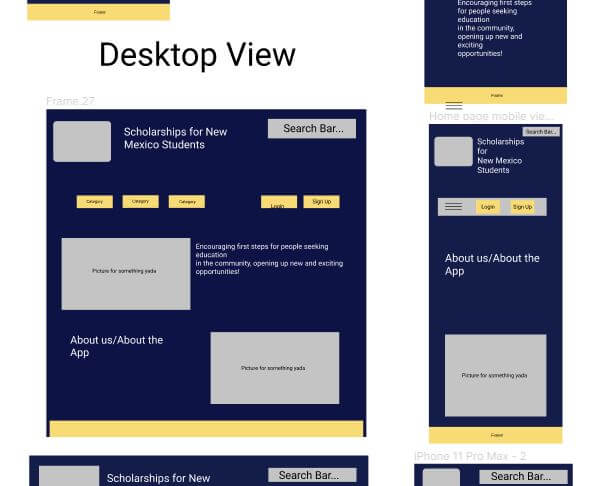 Footer
Desktop View
Frame 27
Scholarships for New
Mexico Students
Search Bar...
Category
Category
Category
Login
Sign Up
Picture for something yada
Encouraging first steps for people seeking
education
in the community, opening up new and exciting
opportunities!
About us/About the
App
Picture for something yada
Scholarships for New
Search Bar...
Encouraging first steps
for people seeking
education
in the community,
opening up new and
exciting
opportunities!
Footer
Home page mobile vie...
Search Bar...
Scholarships
for
New Mexico
Students
Login
Sign Up
About us/About the
App
Picture for something yada
Footer
iPhone 11 Pro Max - 2
Search Bar...